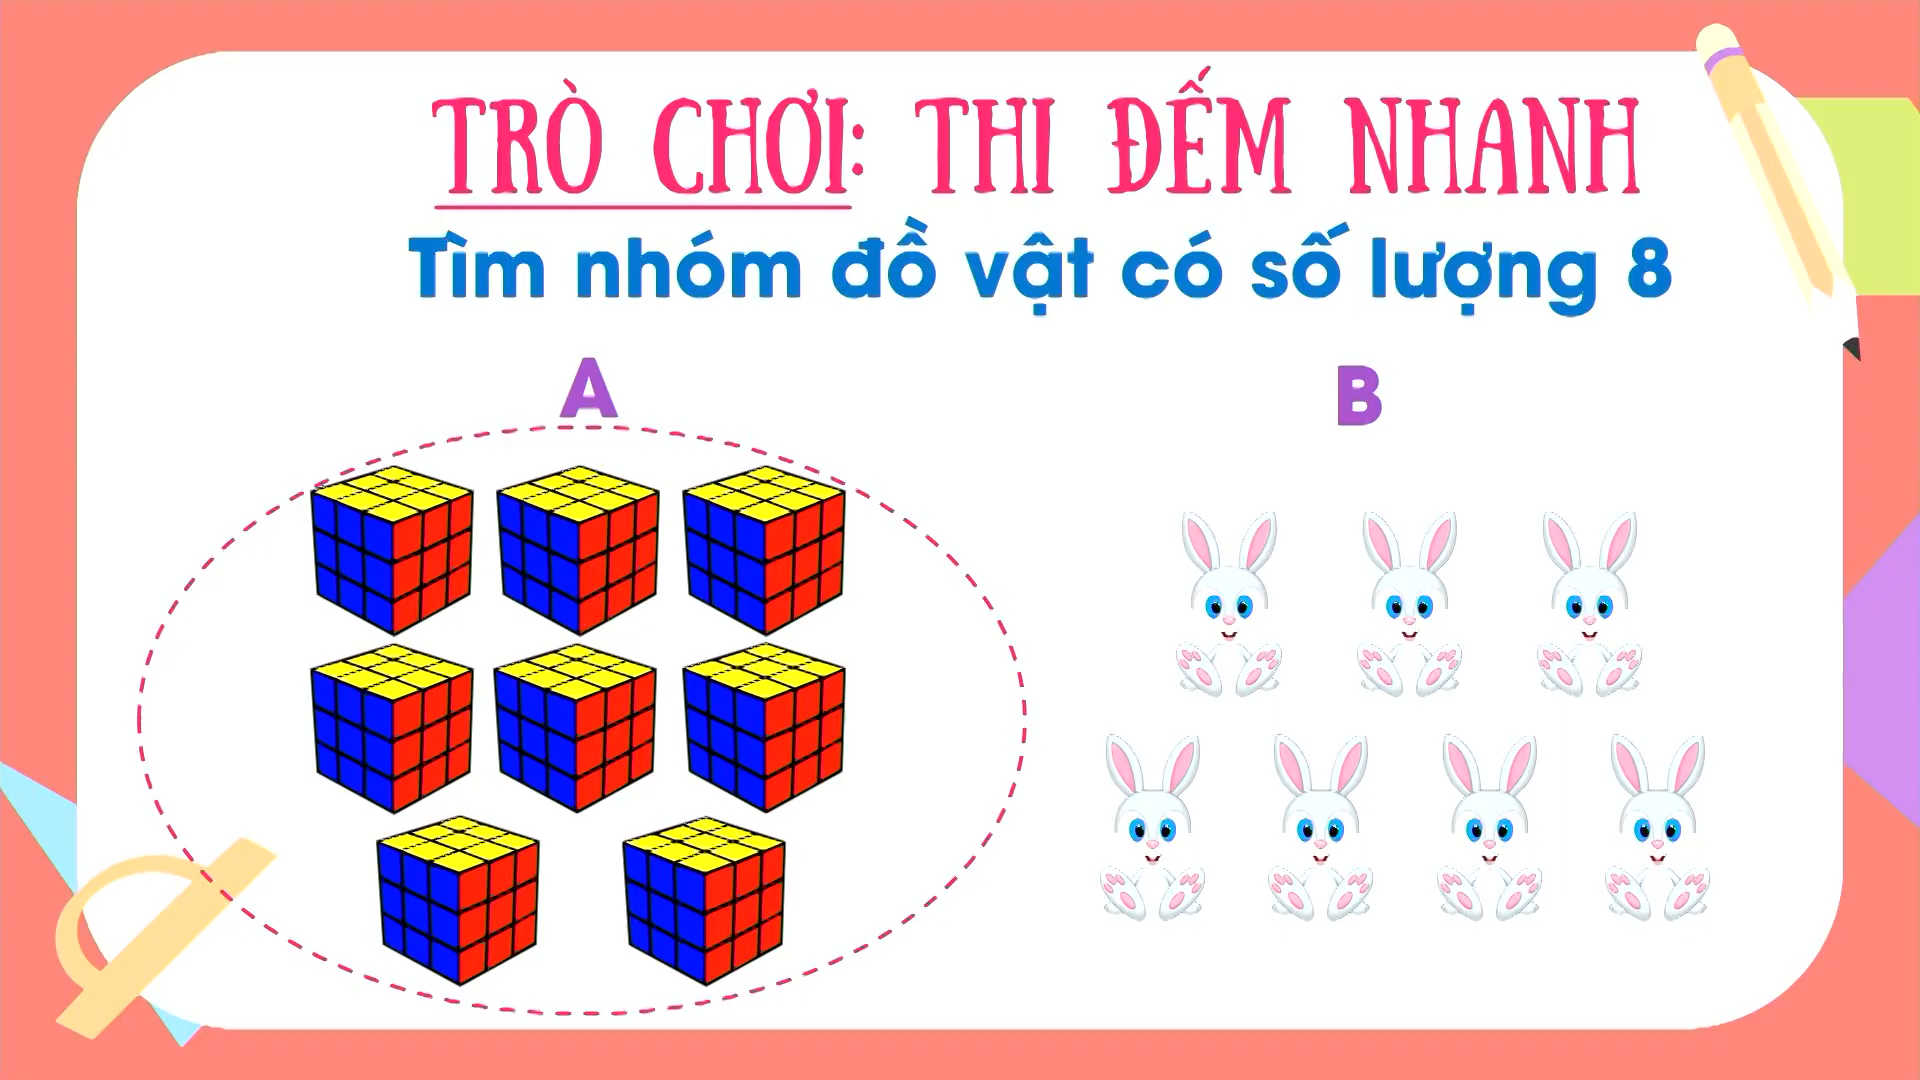 TRÒ CHƠI: THI ĐẾM NHANH
Tìm nhóm đồ vật có số lượng 8
A
B